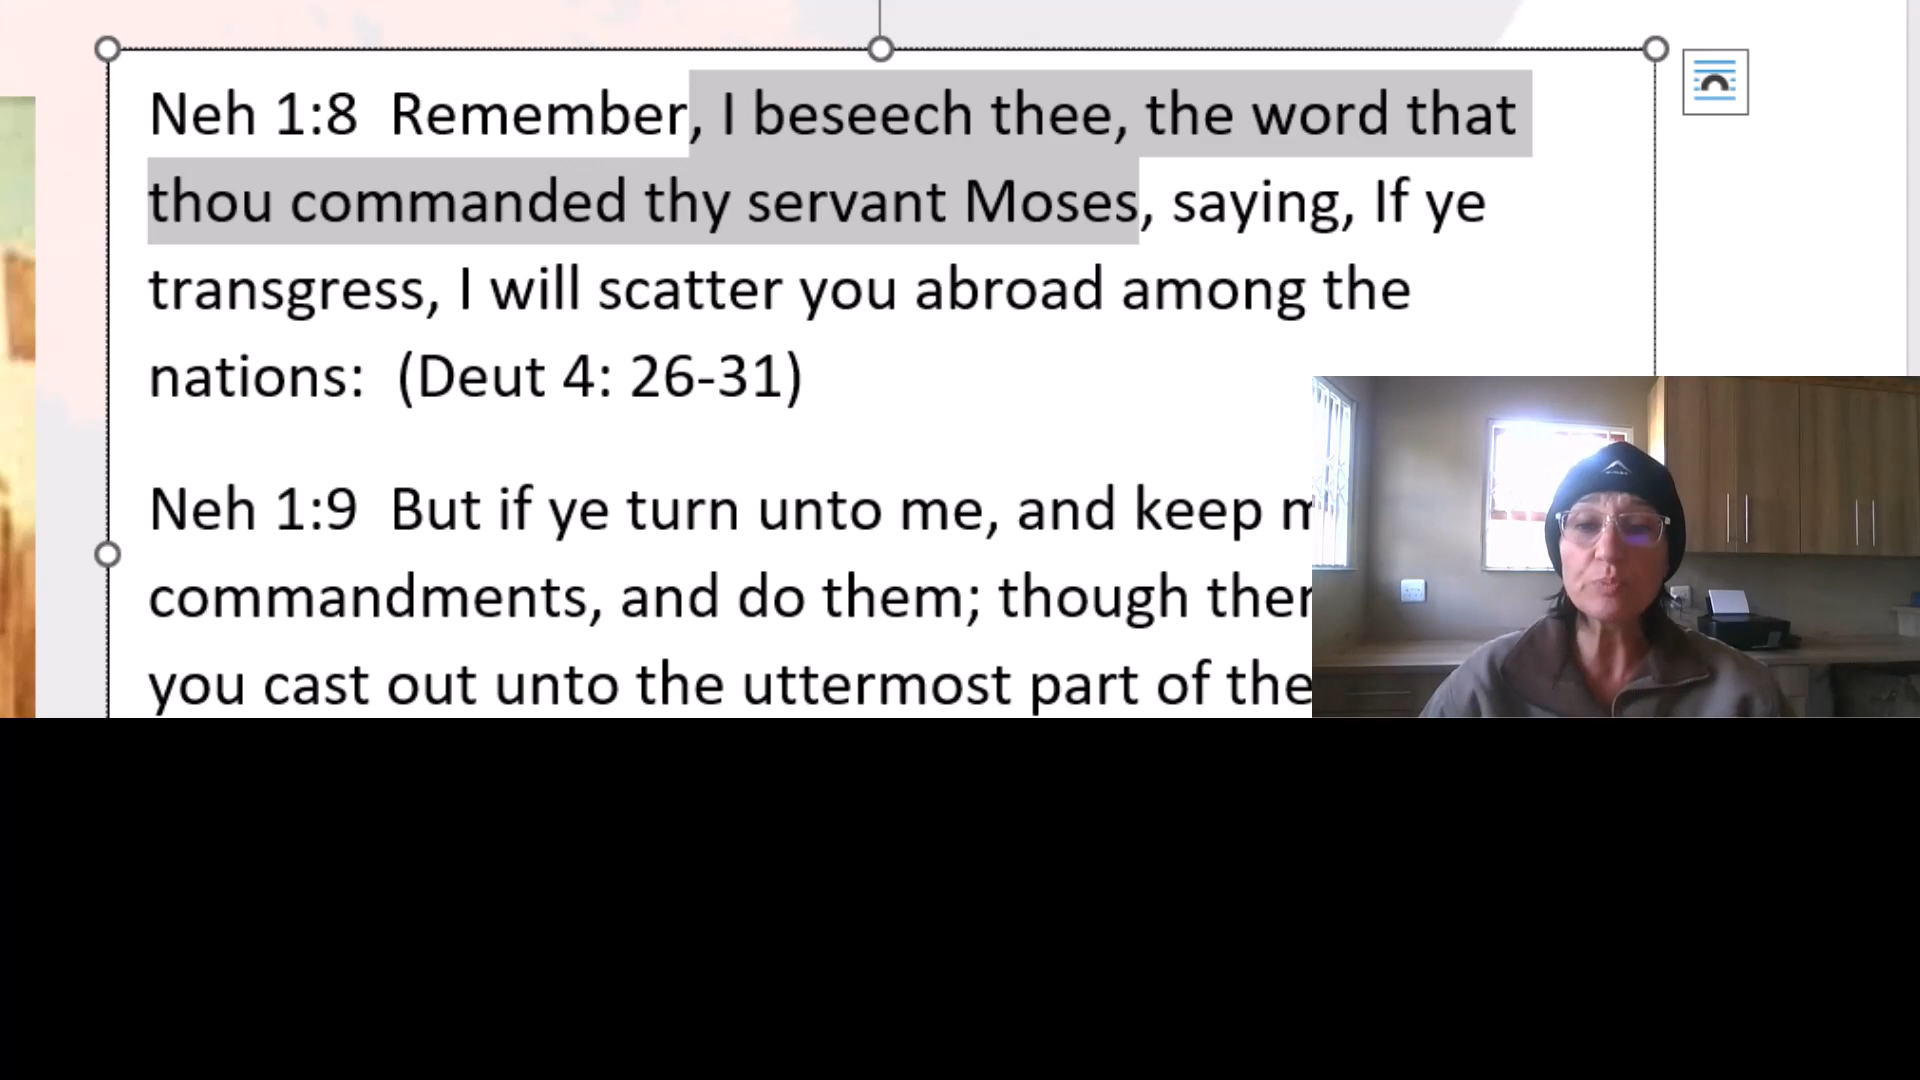 Neh 1:8  Remember, I beseech thee, the word that
thou commanded thy servant Moses, saying, If ye
transgress, I will scatter you abroad among the
nations:  (Deut 4: 26-31)
Neh 1:9  But if ye turn unto me, and keep
commandments, and do them; though
you cast out unto the uttermost part of the